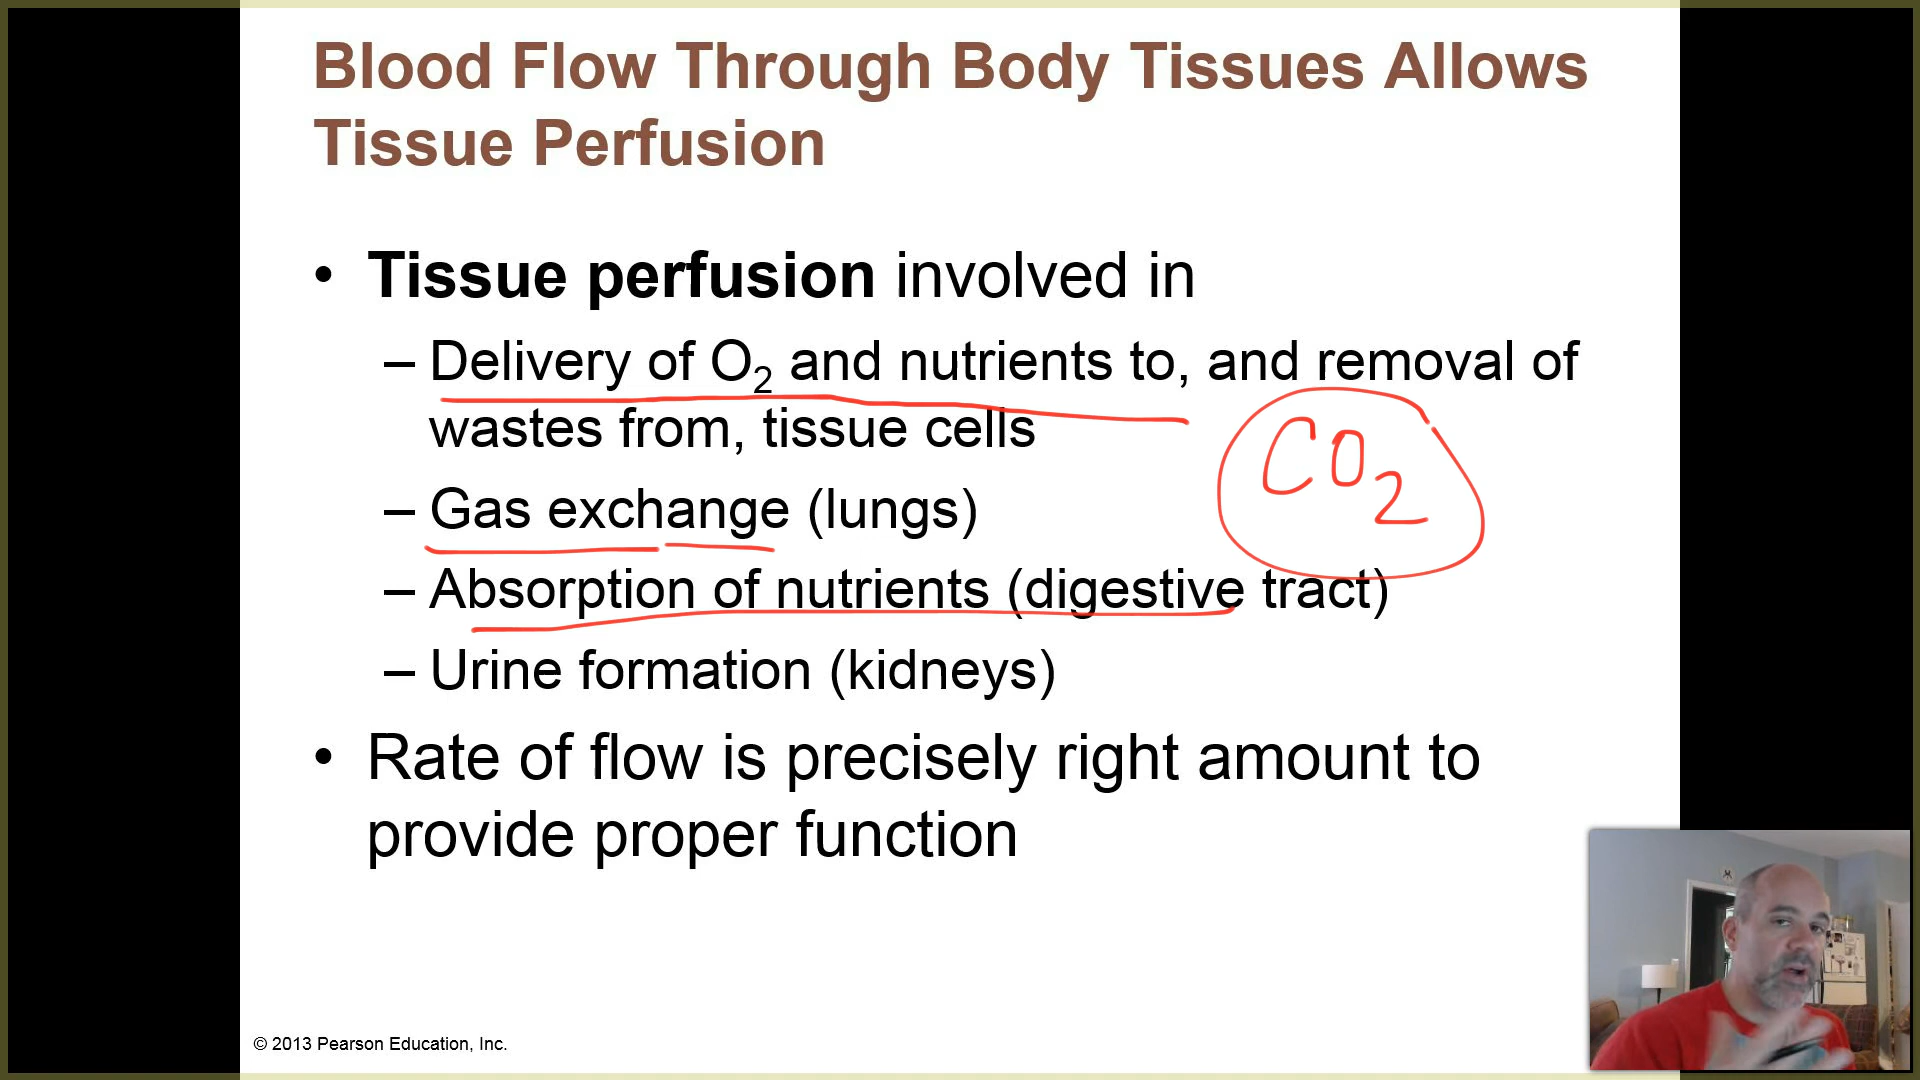 Blood Flow Through Body Tissues Allows
Tissue Perfusion
• Tissue perfusion involved in
– Delivery of O₂ and nutrients to, and removal of
wastes from, tissue cells
CO₂
– Gas exchange (lungs)
– Absorption of nutrients (digestive tract)
– Urine formation (kidneys)
• Rate of flow is precisely right amount to
provide proper function
© 2013 Pearson Education, Inc.